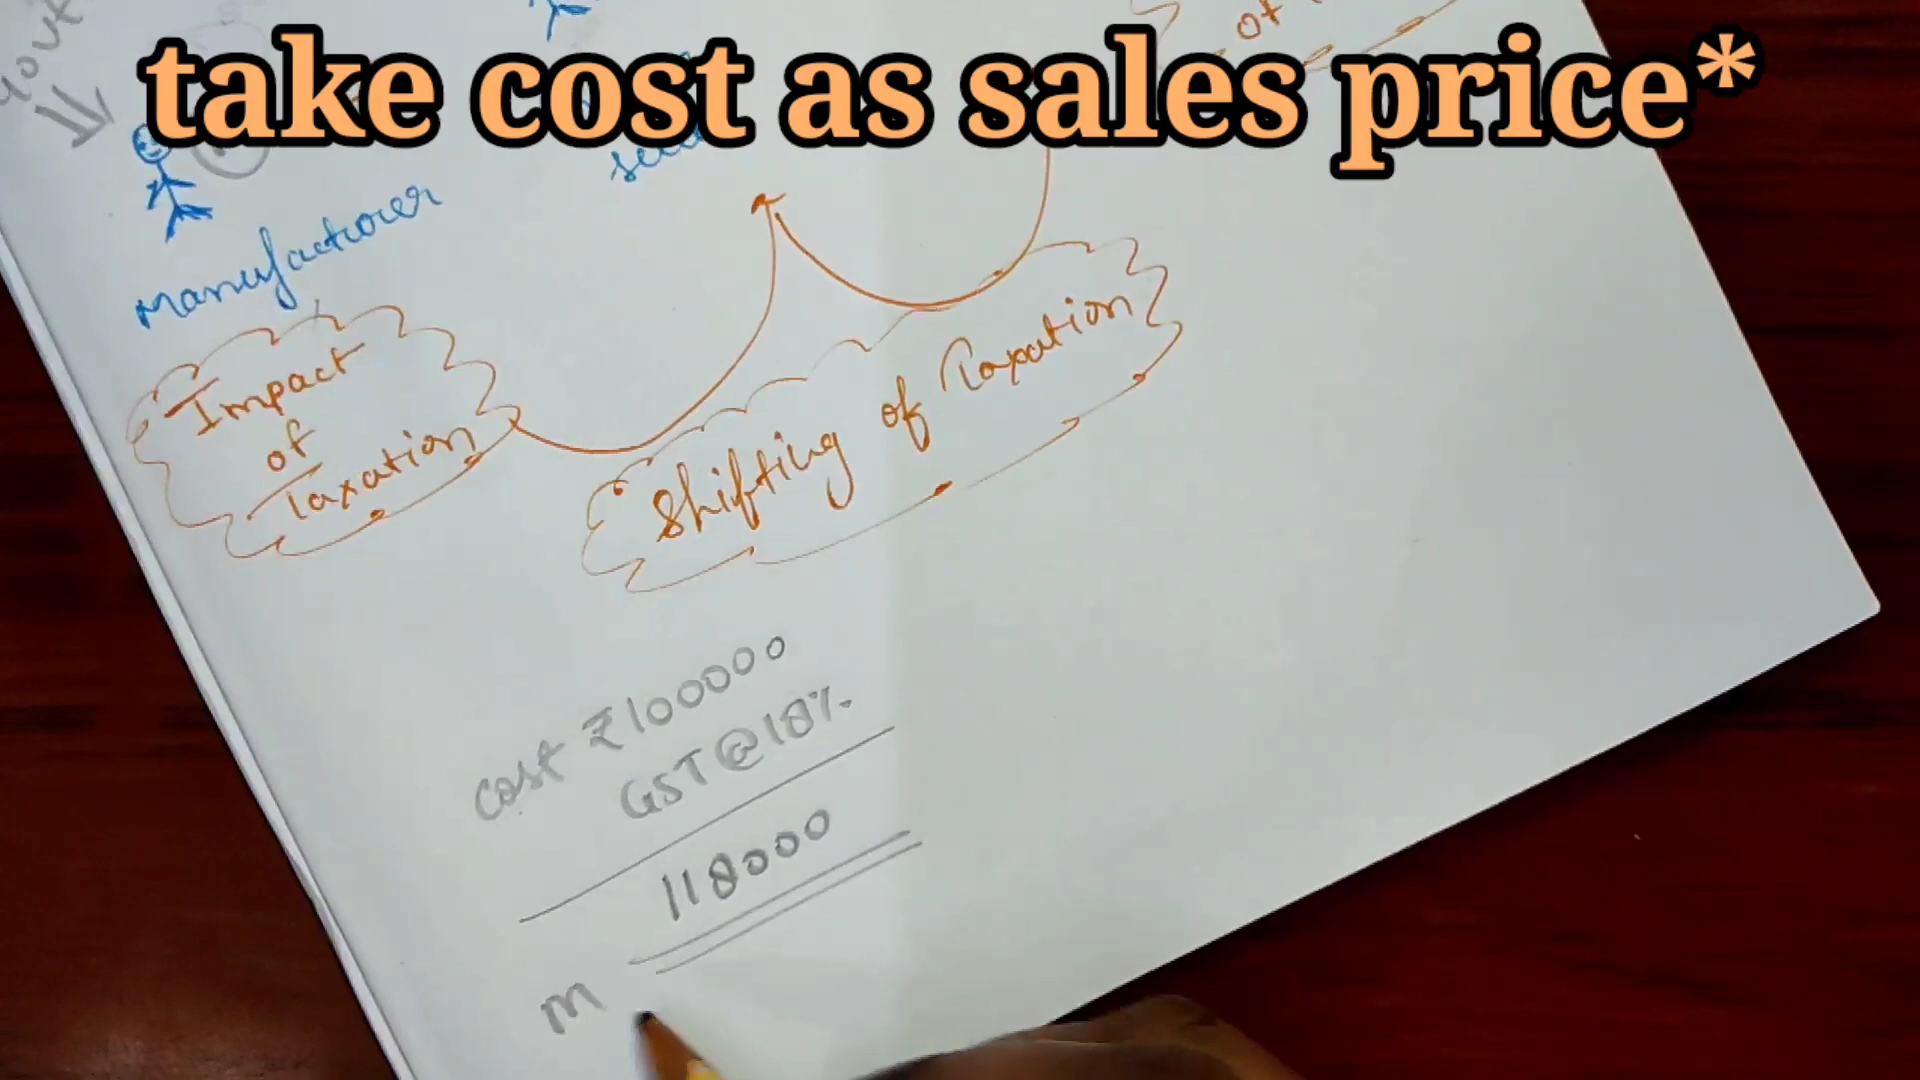 take cost as sales price*
manufacturer
Impact
of
Taxation
Shifting of Taxation
cost ₹100000
GST@18%.
118000
m